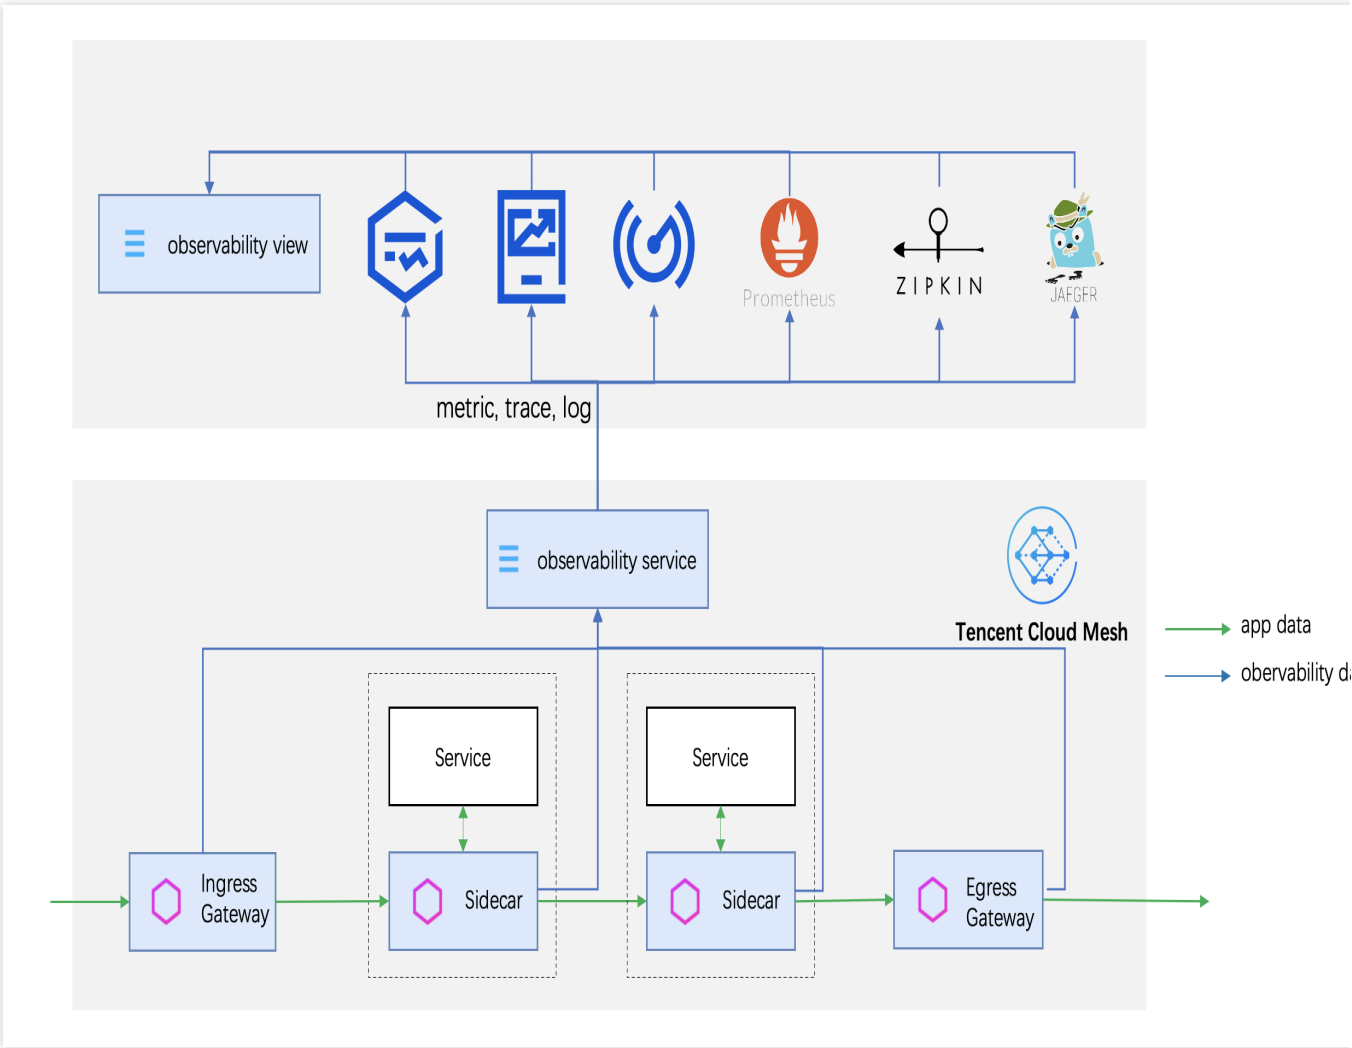 observability view
Prometheus
ZIPKIN
JAEGER
metric, trace, log
observability service
Tencent Cloud Mesh
app data
obervability
Service
Service
Ingress
Gateway
Sidecar
Sidecar
Egress
Gateway